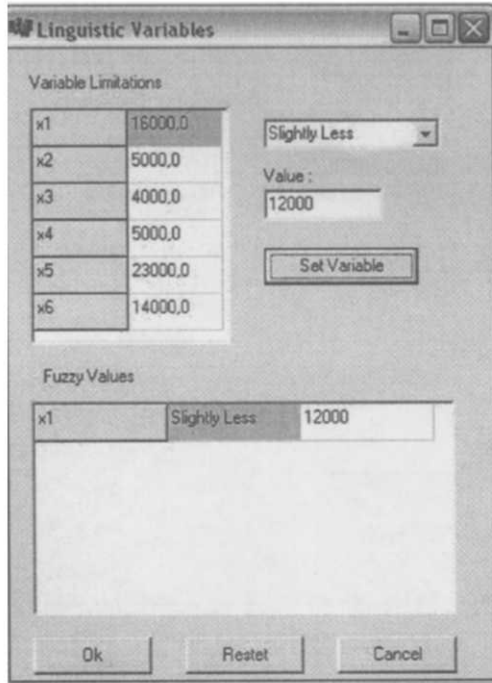 Linguistic Variables
Variable Limitations
x1 16000,0
x2 5000,0
x3 4000,0
x4 5000,0
x5 23000,0
x6 14000,0
Slightly Less
Value :
12000
Set Variable
Fuzzy Values
x1 Slightly Less 12000
Ok Restet Cancel